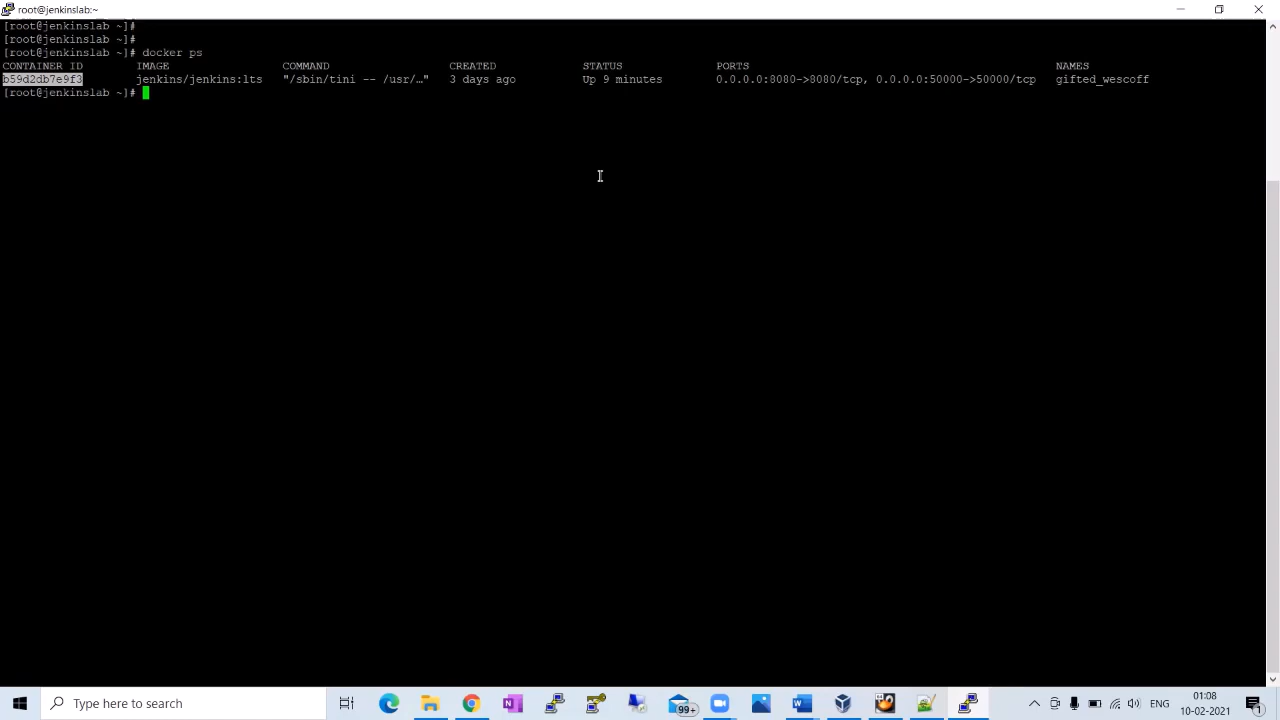 root@jenkinslab:~
[root@jenkinslab ~]#
[root@jenkinslab ~]#
[root@jenkinslab ~]# docker ps
CONTAINER ID IMAGE COMMAND CREATED STATUS PORTS NAMES
b59d2db7e9f3 jenkins/jenkins:lts "/sbin/tini -- /usr/…" 3 days ago Up 9 minutes 0.0.0.0:8080->8080/tcp, 0.0.0.0:50000->50000/tcp gifted_wescoff
[root@jenkinslab ~]#
Type here to search
99+
ENG
01:08
10-02-2021
1